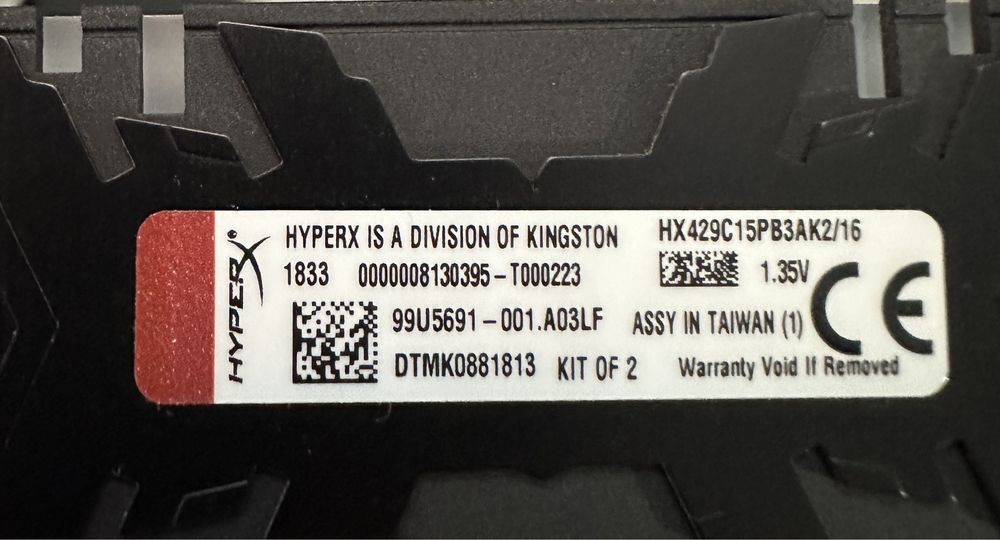 HYPERX
HYPERX IS A DIVISION OF KINGSTON
HX429C15PB3AK2/16
1833 0000008130395-T000223
1.35V
99U5691-001.A03LF
ASSY IN TAIWAN (1)
CE
DTMK0881813 KIT OF 2
Warranty Void If Removed